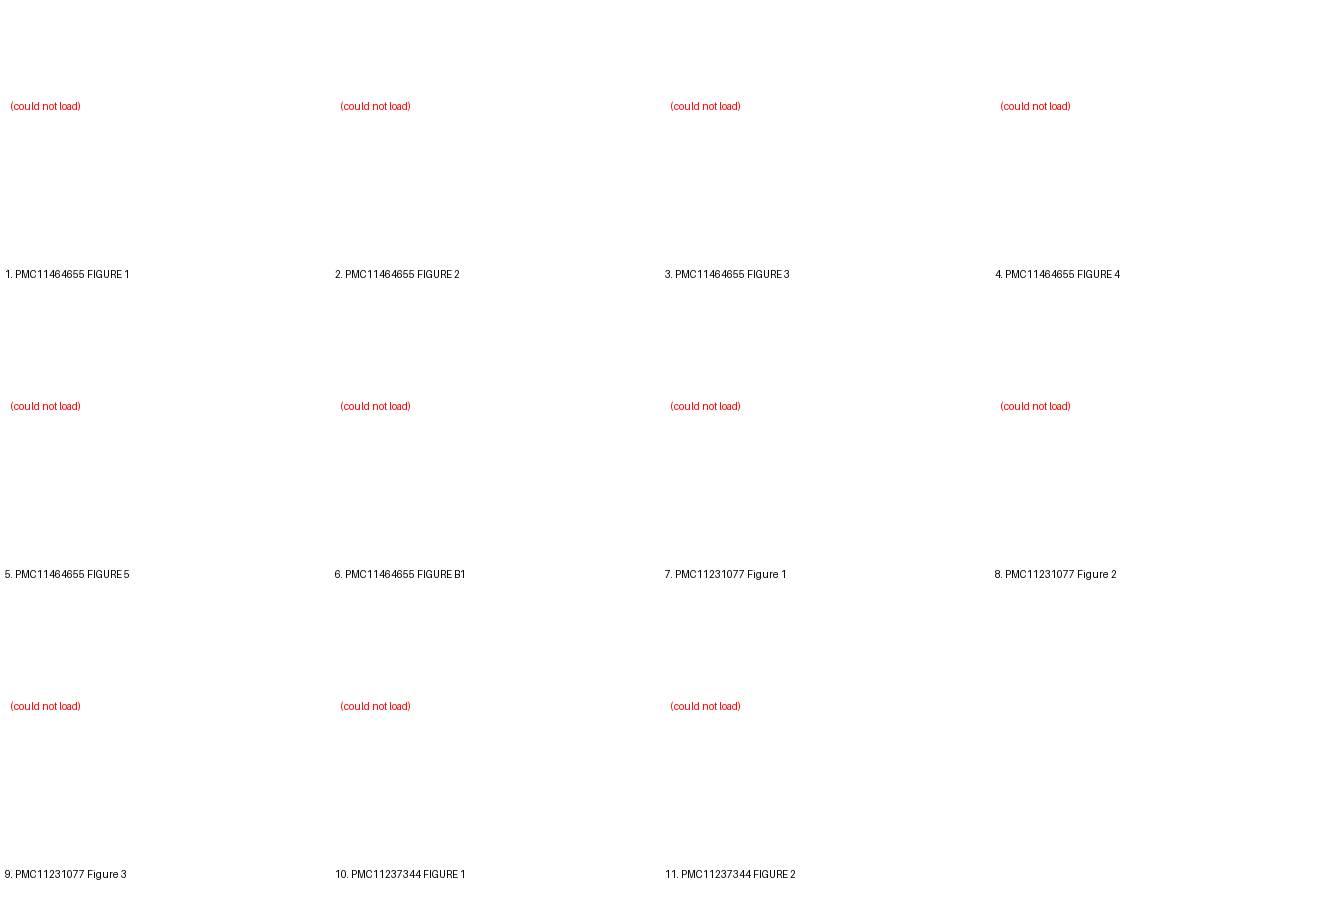 (could not load)
(could not load)
(could not load)
(could not load)
1. PMC11464655 FIGURE 1
2. PMC11464655 FIGURE 2
3. PMC11464655 FIGURE 3
4. PMC11464655 FIGURE 4
(could not load)
(could not load)
(could not load)
(could not load)
5. PMC11464655 FIGURE 5
6. PMC11464655 FIGURE B1
7. PMC11231077 Figure 1
8. PMC11231077 Figure 2
(could not load)
(could not load)
(could not load)
9. PMC11231077 Figure 3
10. PMC11237344 FIGURE 1
11. PMC11237344 FIGURE 2